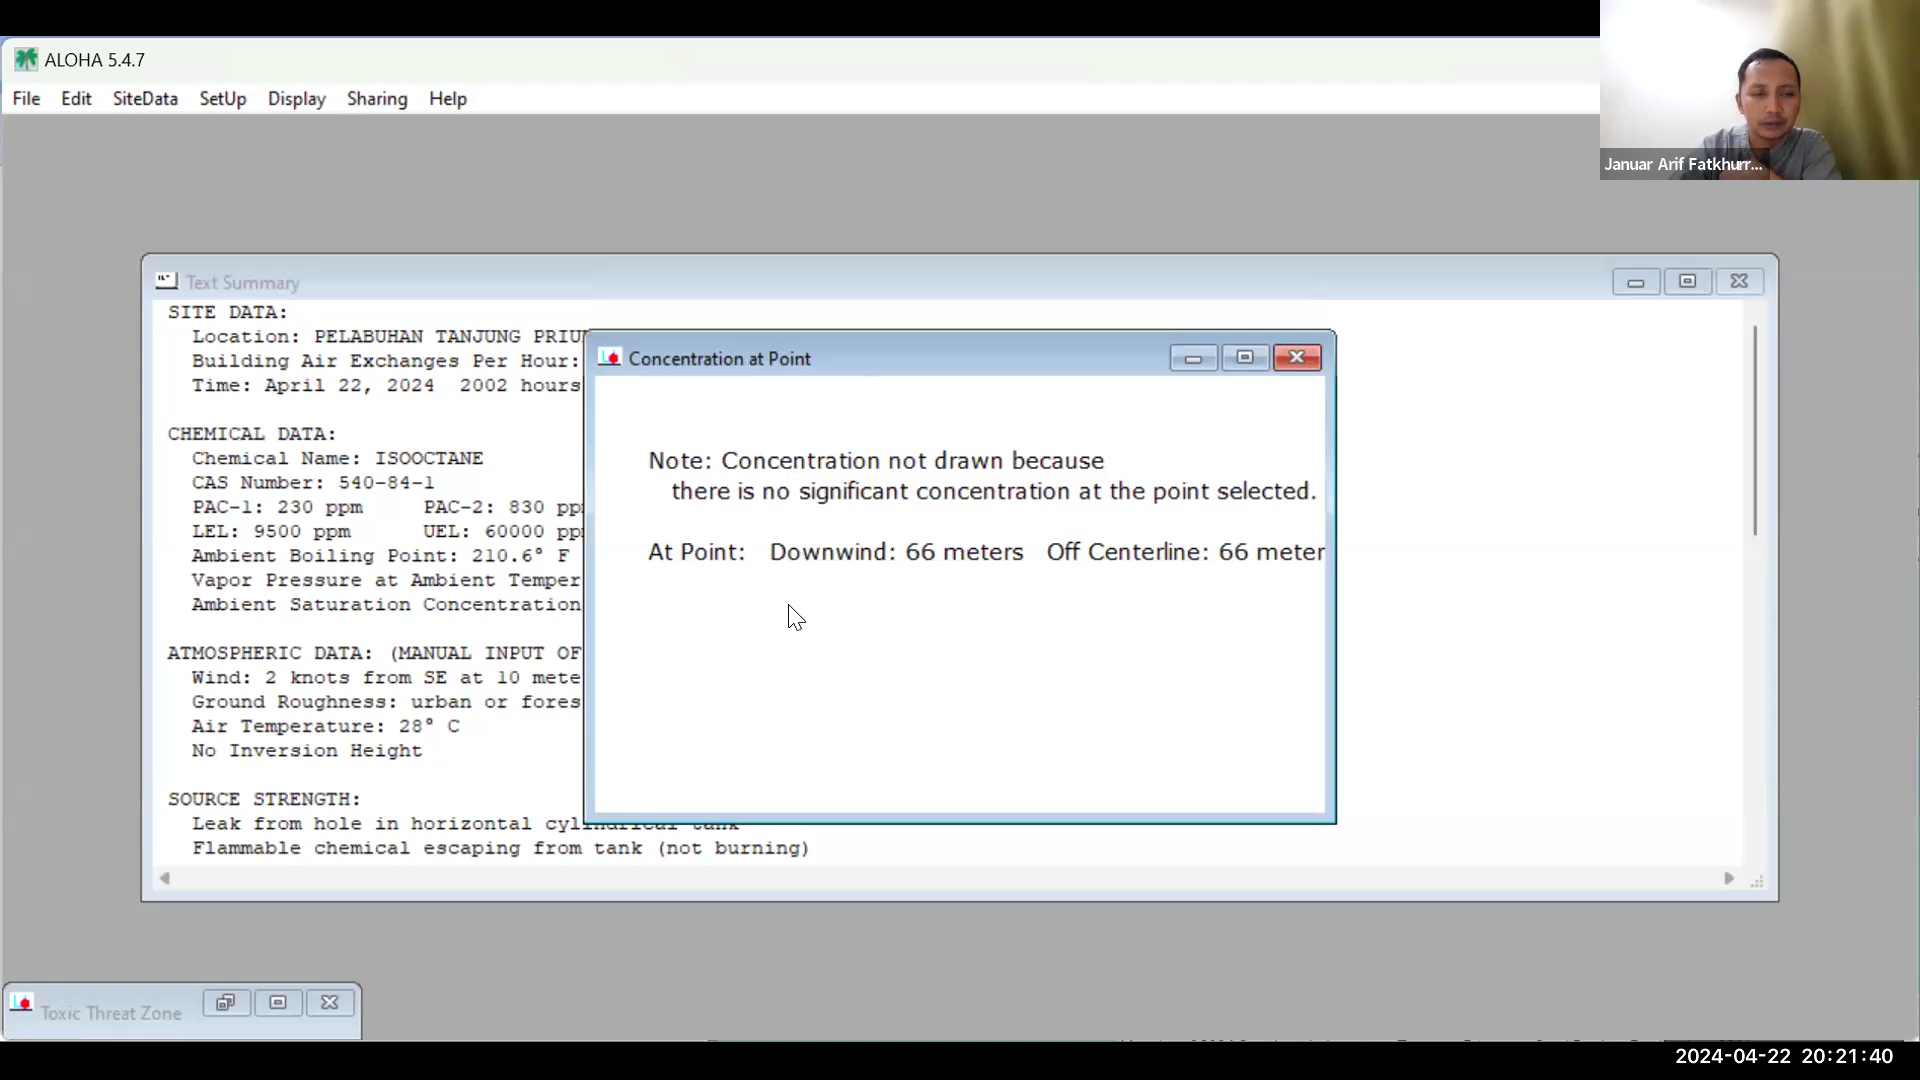 ALOHA 5.4.7
File Edit SiteData SetUp Display Sharing Help
Januar Arif Fatkhurr...
Text Summary
SITE DATA:
Location: PELABUHAN TANJUNG PRIU
Building Air Exchanges Per Hour:
Time: April 22, 2024 2002 hours
CHEMICAL DATA:
Chemical Name: ISOOCTANE
CAS Number: 540-84-1
PAC-1: 230 ppm PAC-2: 830 pp
LEL: 9500 ppm UEL: 60000 pp
Ambient Boiling Point: 210.6° F
Vapor Pressure at Ambient Temper
Ambient Saturation Concentration
ATMOSPHERIC DATA: (MANUAL INPUT OF
Wind: 2 knots from SE at 10 mete
Ground Roughness: urban or fores
Air Temperature: 28° C
No Inversion Height
SOURCE STRENGTH:
Leak from hole in horizontal cylindrical tank
Flammable chemical escaping from tank (not burning)
Concentration at Point
Note: Concentration not drawn because
there is no significant concentration at the point selected.
At Point: Downwind: 66 meters Off Centerline: 66 meter
Toxic Threat Zone
2024-04-22 20:21:40